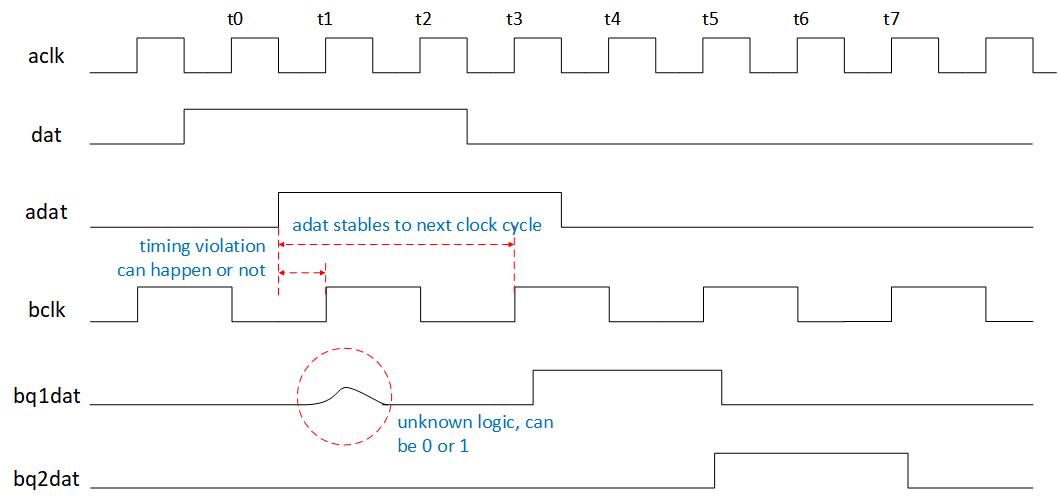 t0 t1 t2 t3 t4 t5 t6 t7
aclk
dat
adat
adat stables to next clock cycle
timing violation
can happen or not
bclk
bq1dat
unknown logic, can
be 0 or 1
bq2dat